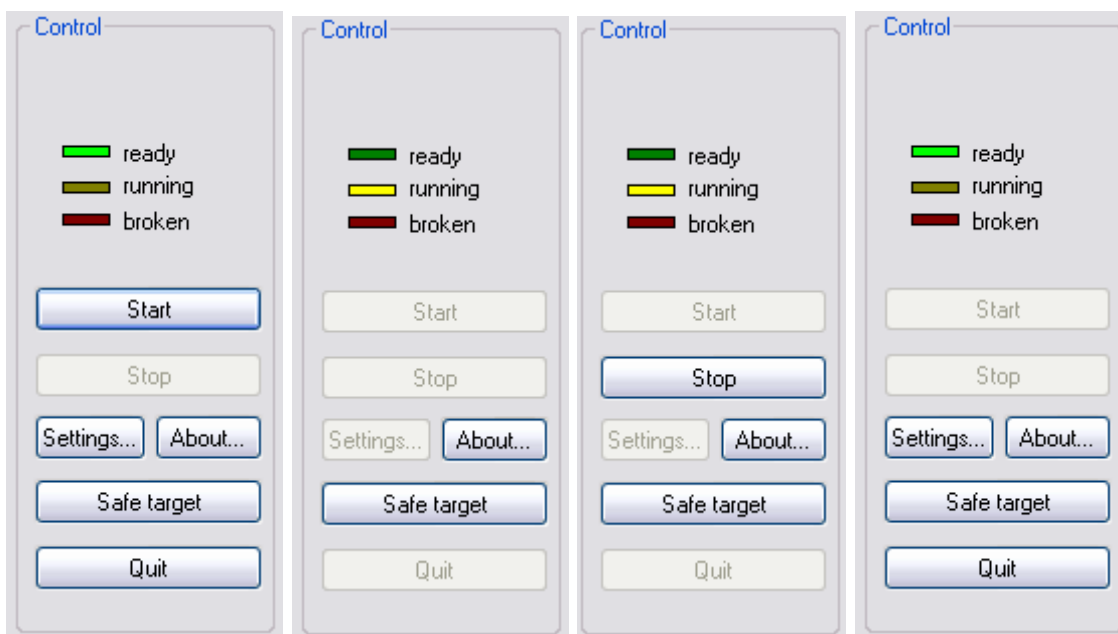 Control
ready
running
broken
Start
Stop
Settings... About...
Safe target
Quit
Control
ready
running
broken
Start
Stop
Settings... About...
Safe target
Quit
Control
ready
running
broken
Start
Stop
Settings... About...
Safe target
Quit
Control
ready
running
broken
Start
Stop
Settings... About...
Safe target
Quit